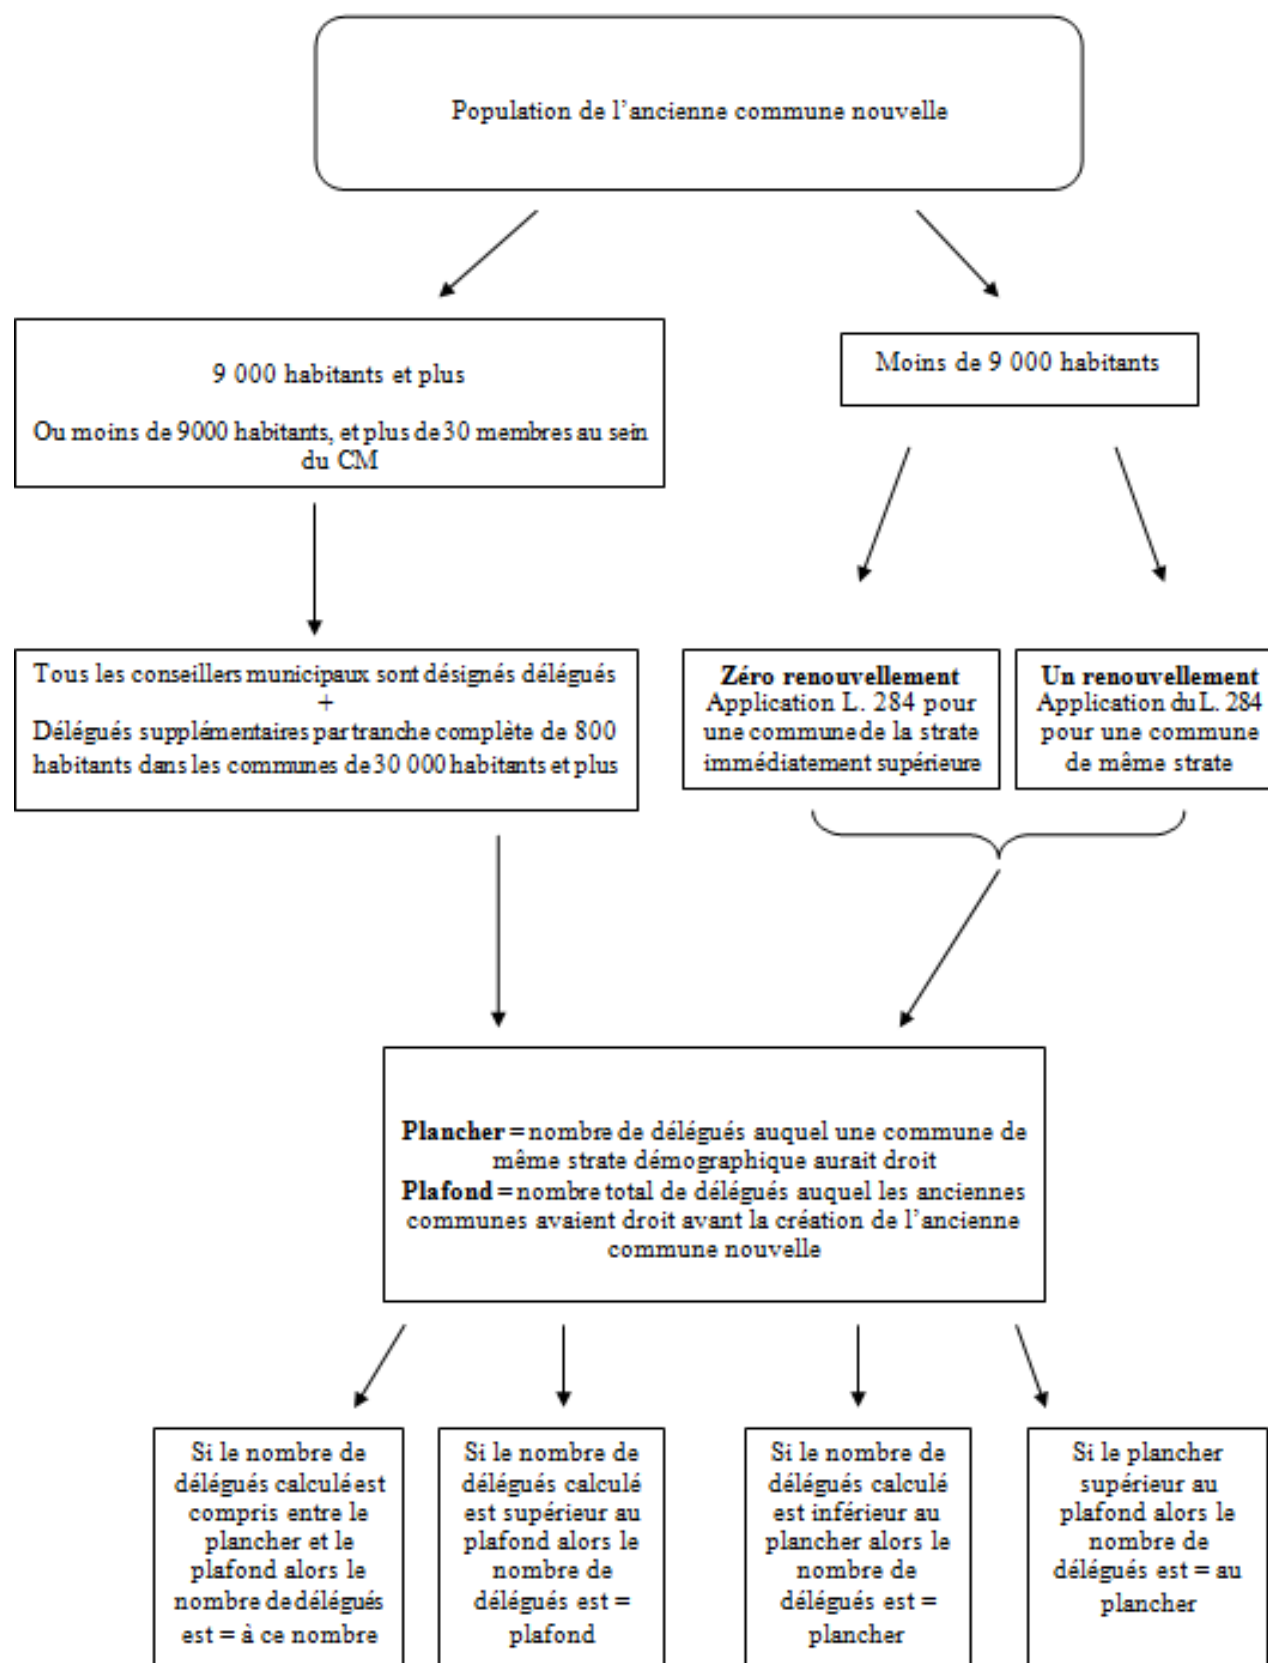 Population de l’ancienne commune nouvelle
9 000 habitants et plus
Ou moins de 9000 habitants, et plus de 30 membres au sein
du CM
Moins de 9 000 habitants
Tous les conseillers municipaux sont désignés délégués
+
Délégués supplémentaires par tranche complète de 800
habitants dans les communes de 30 000 habitants et plus
Zéro renouvellement
Application L. 284 pour
une commune de la strate
immédiatement supérieure
Un renouvellement
Application du L. 284
pour une commune
de même strate
Plancher = nombre de délégués auquel une commune de
même strate démographique aurait droit
Plafond = nombre total de délégués auquel les anciennes
communes avaient droit avant la création de l’ancienne
commune nouvelle
Si le nombre de
délégués calculé est
compris entre le
plancher et le
plafond alors le
nombre de délégués
est = à ce nombre
Si le nombre de
délégués calculé
est supérieur au
plafond alors le
nombre de
délégués est =
plafond
Si le nombre de
délégués calculé
est inférieur au
plancher alors le
nombre de
délégués est =
plancher
Si le plancher
supérieur au
plafond alors le
nombre de
délégués est = au
plancher